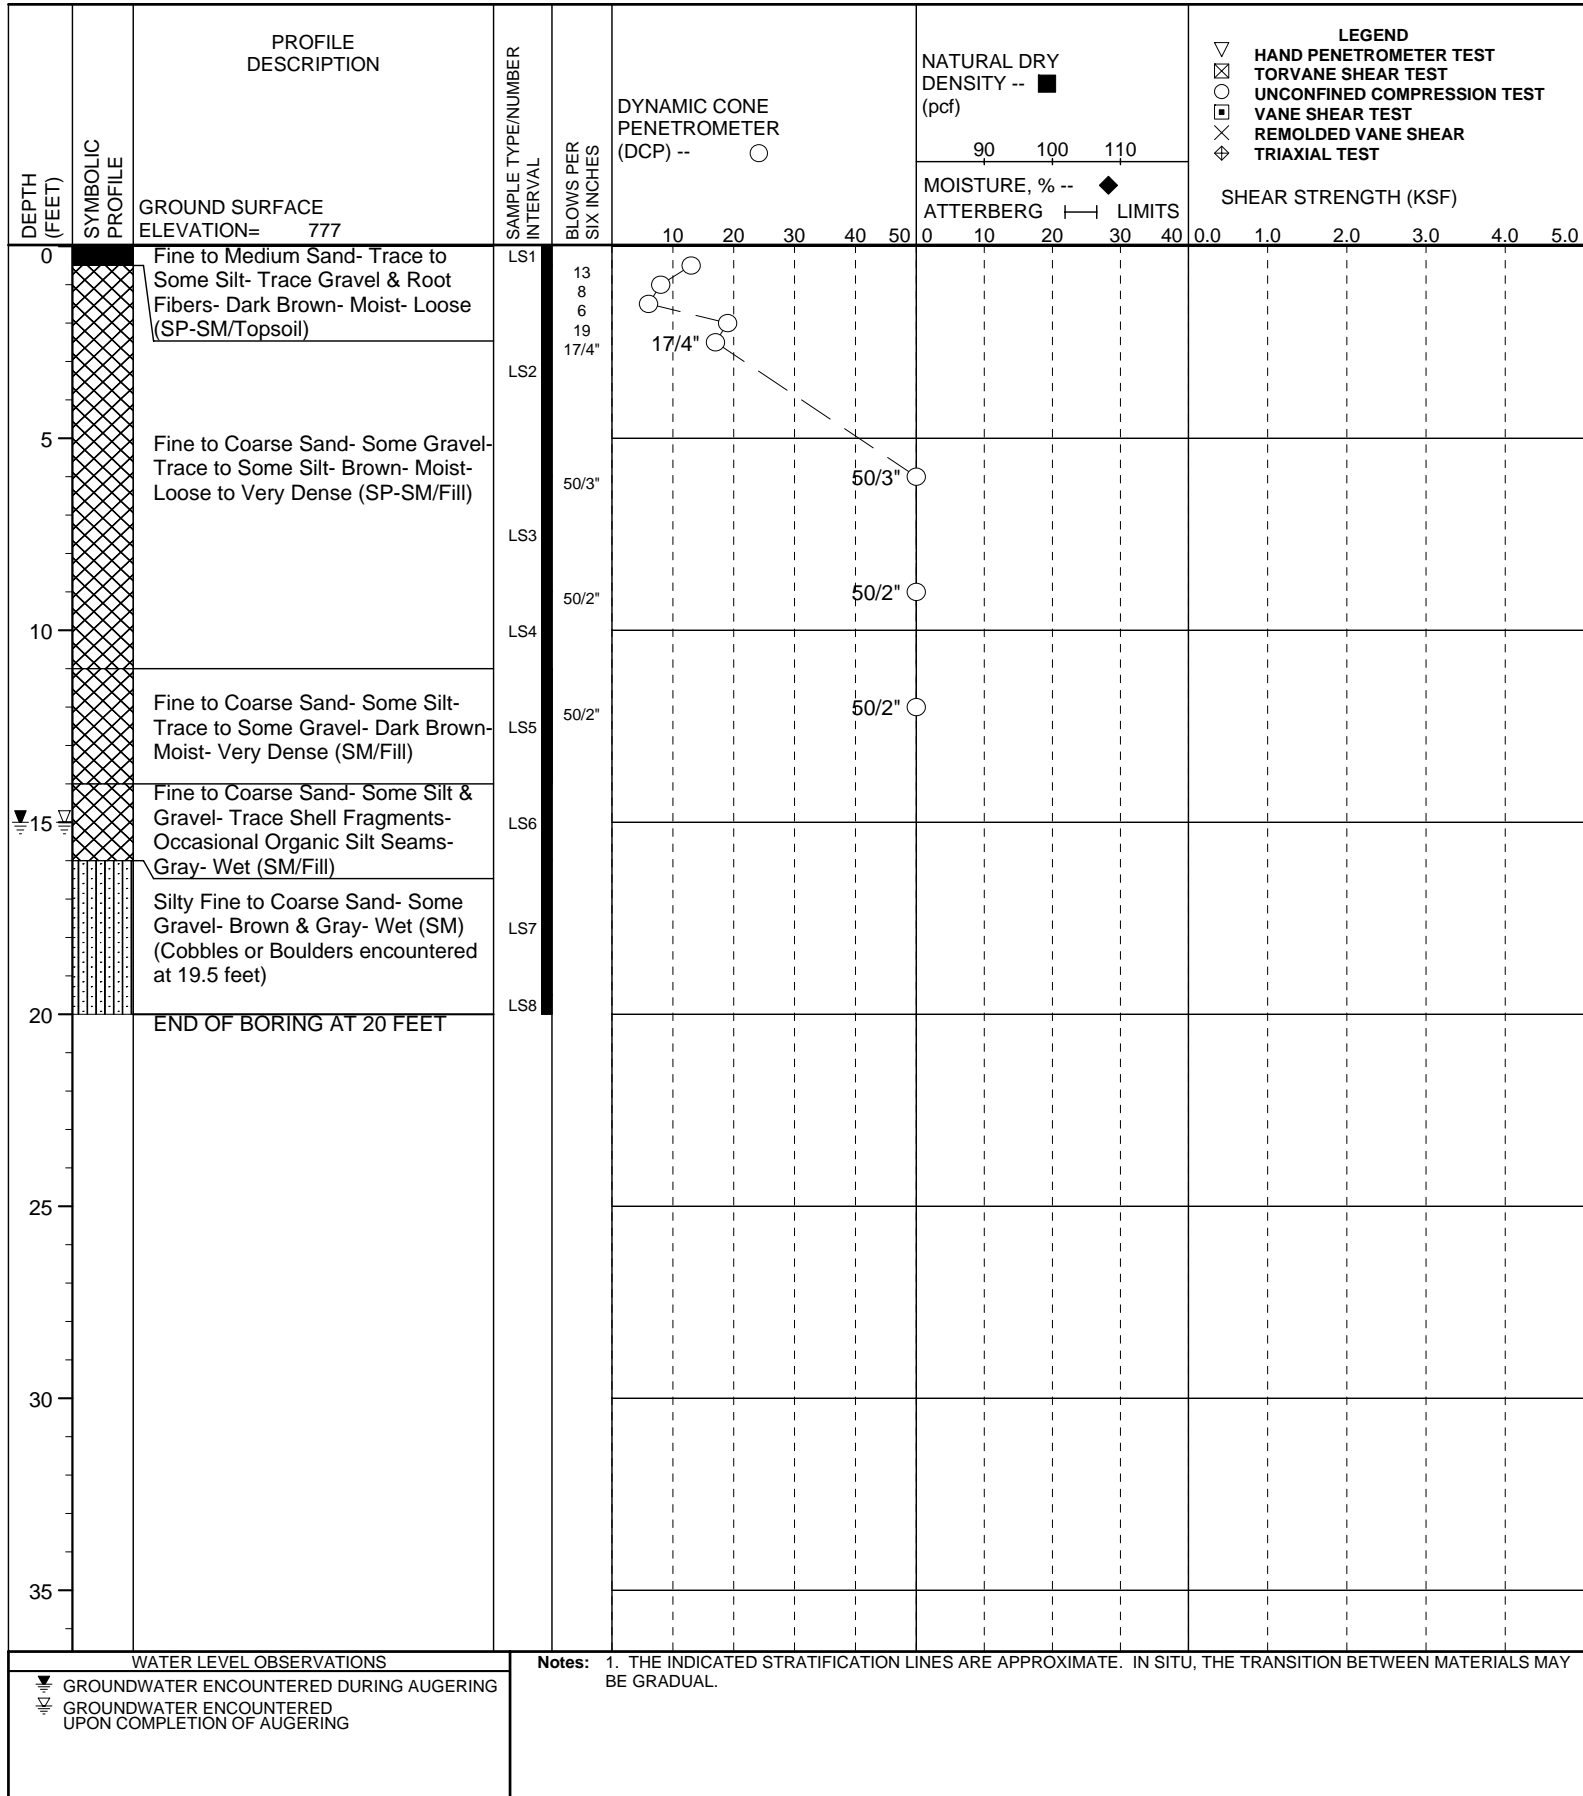 DEPTH
(FEET)
SYMBOLIC
PROFILE
PROFILE
DESCRIPTION
GROUND SURFACE
ELEVATION= 777
SAMPLE TYPE/NUMBER
INTERVAL
BLOWS PER
SIX INCHES
DYNAMIC CONE
PENETROMETER
(DCP) --
10 20 30 40 50
NATURAL DRY
DENSITY --
(pcf)
90 100 110
MOISTURE, % --
ATTERBERG LIMITS
0 10 20 30 40
LEGEND
HAND PENETROMETER TEST
TORVANE SHEAR TEST
UNCONFINED COMPRESSION TEST
VANE SHEAR TEST
REMOLDED VANE SHEAR
TRIAXIAL TEST
SHEAR STRENGTH (KSF)
0.0 1.0 2.0 3.0 4.0 5.0
0
Fine to Medium Sand- Trace to
Some Silt- Trace Gravel & Root
Fibers- Dark Brown- Moist- Loose
(SP-SM/Topsoil)
LS1
13
8
6
19
17/4"
17/4"
LS2
5
Fine to Coarse Sand- Some Gravel-
Trace to Some Silt- Brown- Moist-
Loose to Very Dense (SP-SM/Fill)
50/3"
50/3"
LS3
50/2"
50/2"
10
LS4
Fine to Coarse Sand- Some Silt-
Trace to Some Gravel- Dark Brown-
Moist- Very Dense (SM/Fill)
LS5
50/2"
50/2"
15
Fine to Coarse Sand- Some Silt &
Gravel- Trace Shell Fragments-
Occasional Organic Silt Seams-
Gray- Wet (SM/Fill)
LS6
Silty Fine to Coarse Sand- Some
Gravel- Brown & Gray- Wet (SM)
(Cobbles or Boulders encountered
at 19.5 feet)
LS7
LS8
20
END OF BORING AT 20 FEET
25
30
35
WATER LEVEL OBSERVATIONS
GROUNDWATER ENCOUNTERED DURING AUGERING
GROUNDWATER ENCOUNTERED
UPON COMPLETION OF AUGERING
Notes: 1. THE INDICATED STRATIFICATION LINES ARE APPROXIMATE. IN SITU, THE TRANSITION BETWEEN MATERIALS MAY
BE GRADUAL.